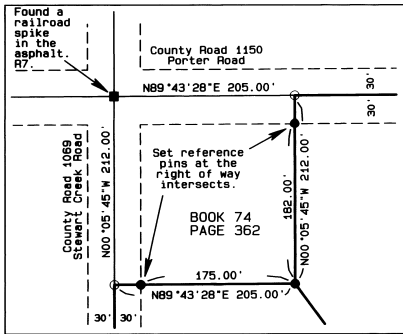 Found a
railroad
spike
in the
asphalt.
R7.
County Road 1150
Porter Road
N89°43'28"E 205.00'
30'
30'
County Road 1069
Stewart Creek Road
N00°05'45"W 212.00'
Set reference
pins at the
right of way
intersects.
182.00'
N00°05'45"W 212.00'
BOOK 74
PAGE 362
175.00'
N89°43'28"E 205.00'
30' 30'